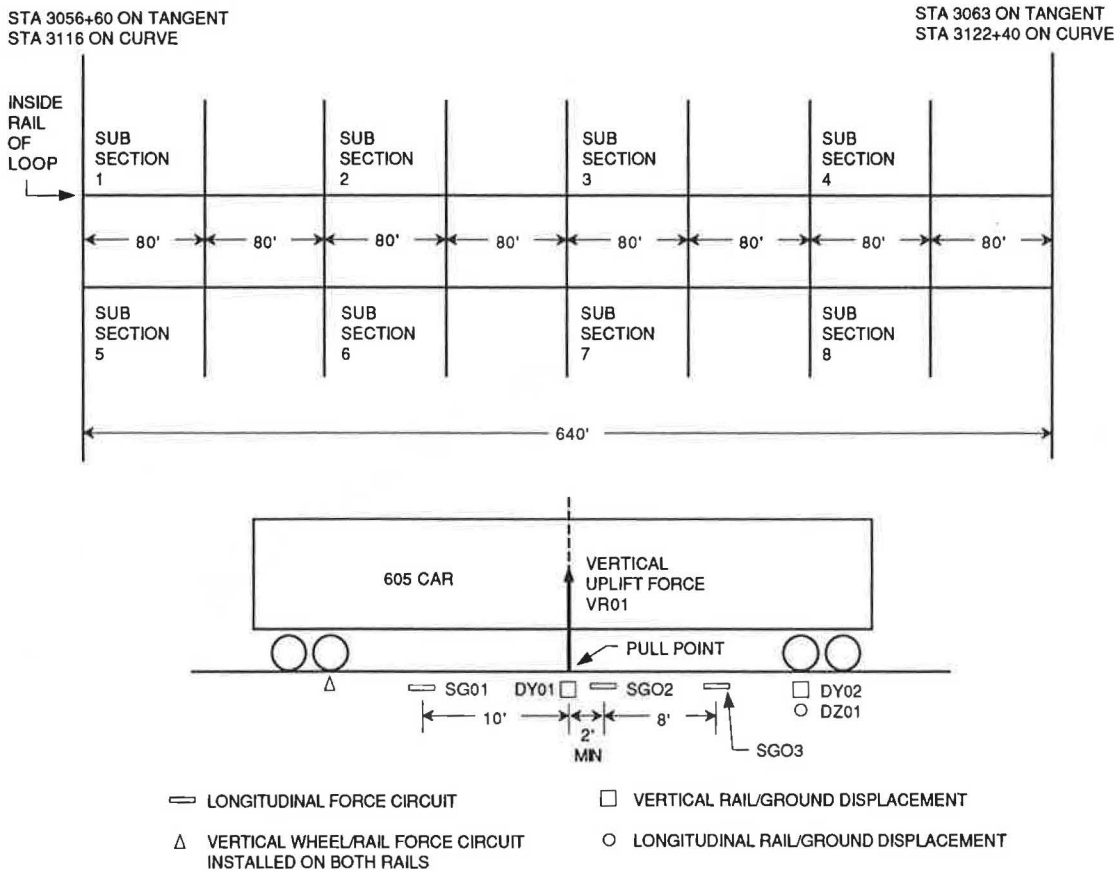 STA 3056+60 ON TANGENT
STA 3116 ON CURVE
STA 3063 ON TANGENT
STA 3122+40 ON CURVE
INSIDE
RAIL
OF
LOOP
SUB
SECTION
1
SUB
SECTION
2
SUB
SECTION
3
SUB
SECTION
4
80' 80' 80' 80' 80' 80' 80' 80'
SUB
SECTION
5
SUB
SECTION
6
SUB
SECTION
7
SUB
SECTION
8
640'
605 CAR
VERTICAL
UPLIFT FORCE
VR01
PULL POINT
SG01 DY01 SGO2 DY02
DZ01
10' 2' 8'
MIN
SGO3
LONGITUDINAL FORCE CIRCUIT
VERTICAL RAIL/GROUND DISPLACEMENT
VERTICAL WHEEL/RAIL FORCE CIRCUIT
INSTALLED ON BOTH RAILS
LONGITUDINAL RAIL/GROUND DISPLACEMENT